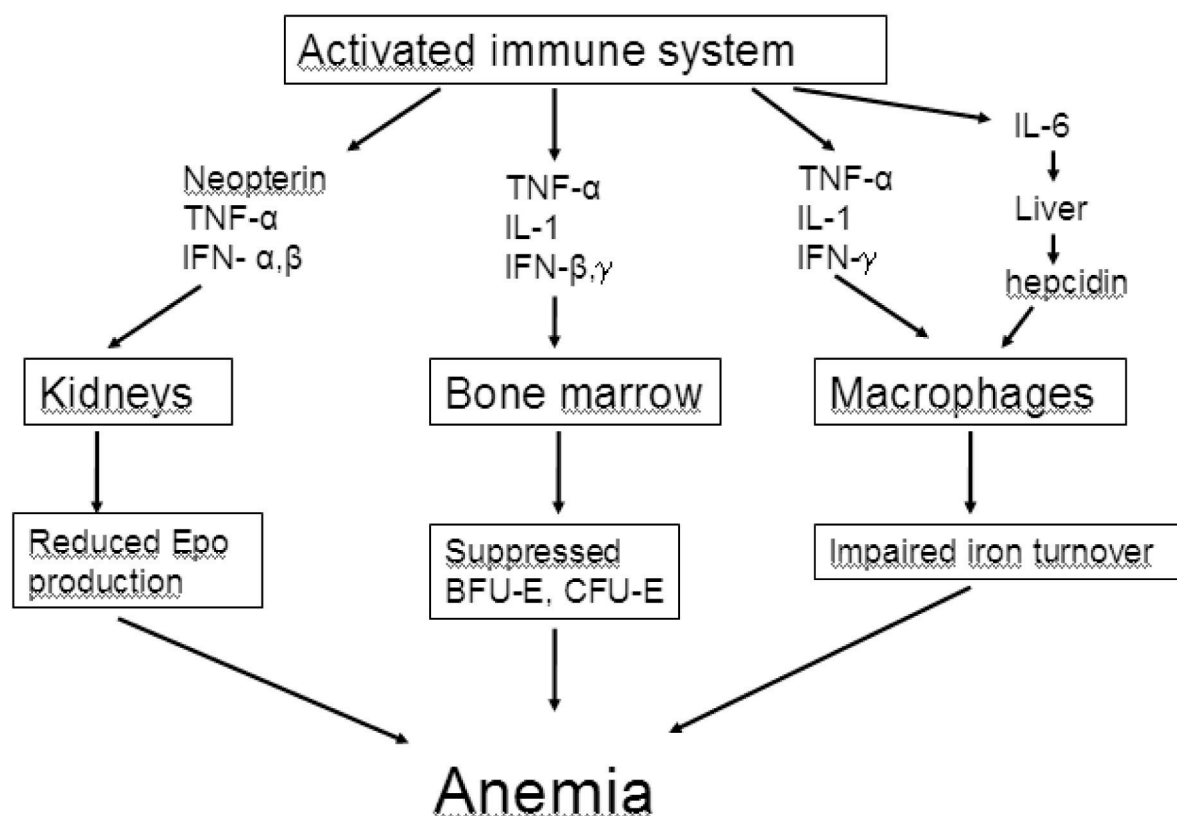 Activated immune system
Neopterin
TNF-α
IFN- α,β
TNF-α
IL-1
IFN-β,γ
TNF-α
IL-1
IFN-γ
IL-6
Liver
hepcidin
Kidneys
Bone marrow
Macrophages
Reduced Epo
production
Suppressed
BFU-E, CFU-E
Impaired iron turnover
Anemia